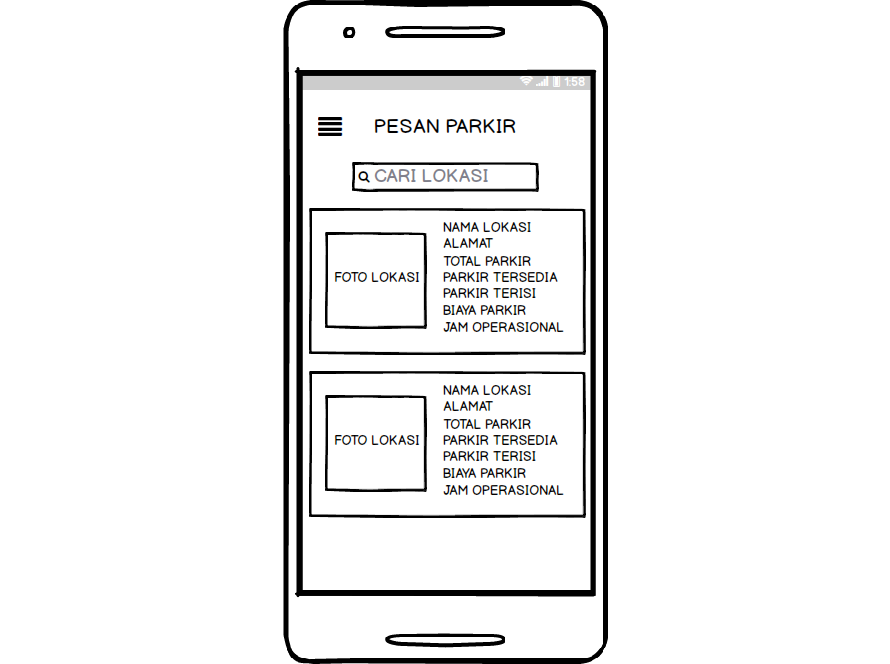 1:58
PESAN PARKIR
CARI LOKASI
FOTO LOKASI
NAMA LOKASI
ALAMAT
TOTAL PARKIR
PARKIR TERSEDIA
PARKIR TERISI
BIAYA PARKIR
JAM OPERASIONAL
FOTO LOKASI
NAMA LOKASI
ALAMAT
TOTAL PARKIR
PARKIR TERSEDIA
PARKIR TERISI
BIAYA PARKIR
JAM OPERASIONAL